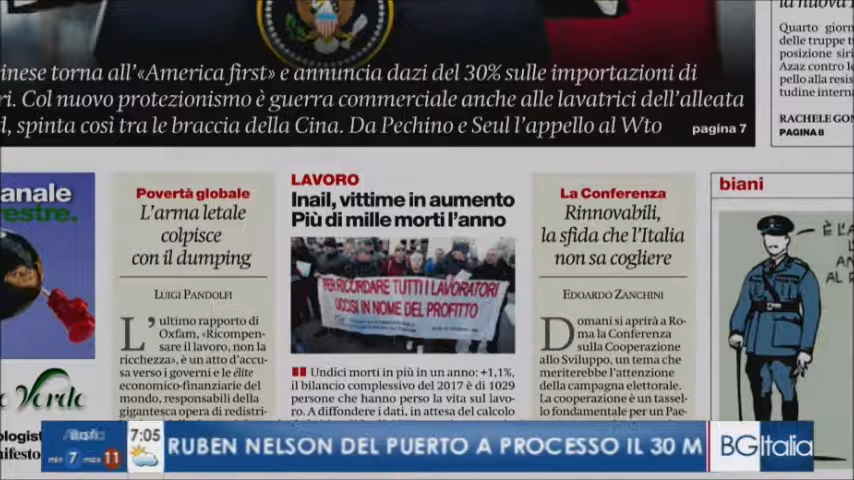 inese torna all'«America first» e annuncia dazi del 30% sulle importazioni di
ri. Col nuovo protezionismo è guerra commerciale anche alle lavatrici dell'alleata
d, spinta così tra le braccia della Cina. Da Pechino e Seul l'appello al Wto
pagina 7
Quarto giorn
delle truppe tu
posizione siri
Azaz contro le
pello alla resis
tudine interna
RACHELE GON
PAGINA 8
anale
restre.
Verde
ologist
anifesto
Povertà globale
L'arma letale
colpisce
con il dumping
LUIGI PANDOLFI
L'ultimo rapporto di
Oxfam, «Ricompen-
sare il lavoro, non la
ricchezza», è un atto d'accu-
sa verso i governi e le élite
economico-finanziarie del
mondo, responsabili della
gigantesca opera di redistri-
LAVORO
Inail, vittime in aumento
Più di mille morti l'anno
PER RICORDARE TUTTI I LAVORATORI
UCCISI IN NOME DEL PROFITTO
Undici morti in più in un anno: +1,1%,
il bilancio complessivo del 2017 è di 1029
persone che hanno perso la vita sul lavo-
ro. A diffondere i dati, in attesa del calcolo
La Conferenza
Rinnovabili,
la sfida che l'Italia
non sa cogliere
EDOARDO ZANCHINI
Domani si aprirà a Ro-
ma la Conferenza
sulla Cooperazione
allo Sviluppo, un tema che
meriterebbe l'attenzione
della campagna elettorale.
La cooperazione è un tassel-
lo fondamentale per un Pae-
biani
È L'A
min 7 max 11
7:05
RUBEN NELSON DEL PUERTO A PROCESSO IL 30 M
BGItalia